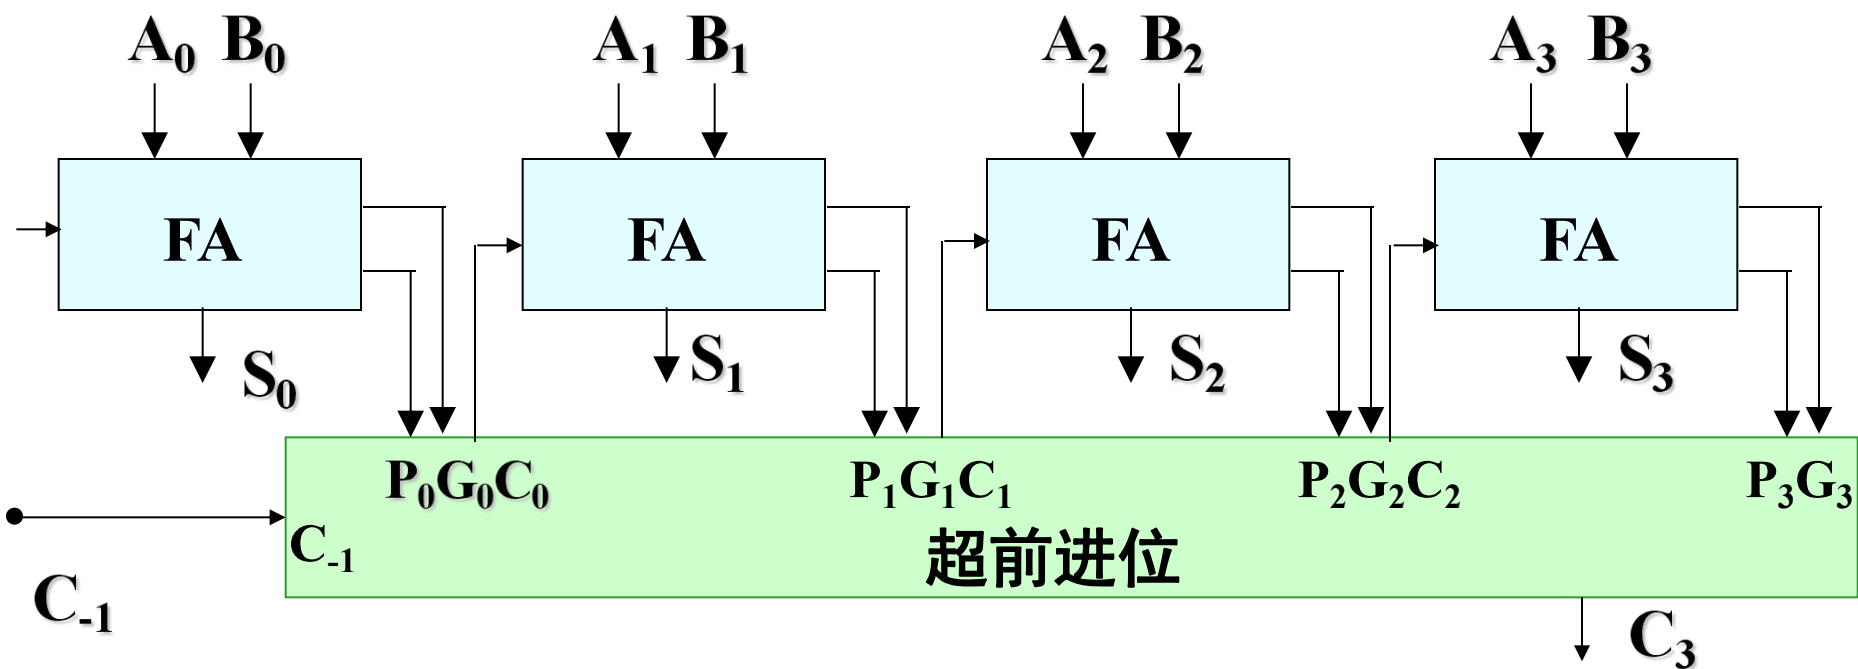 A₀ B₀ A₁ B₁ A₂ B₂ A₃ B₃
FA FA FA FA
S₀ S₁ S₂ S₃
P₀G₀C₀ P₁G₁C₁ P₂G₂C₂ P₃G₃
C₋₁ 超前进位
C₋₁ C₃